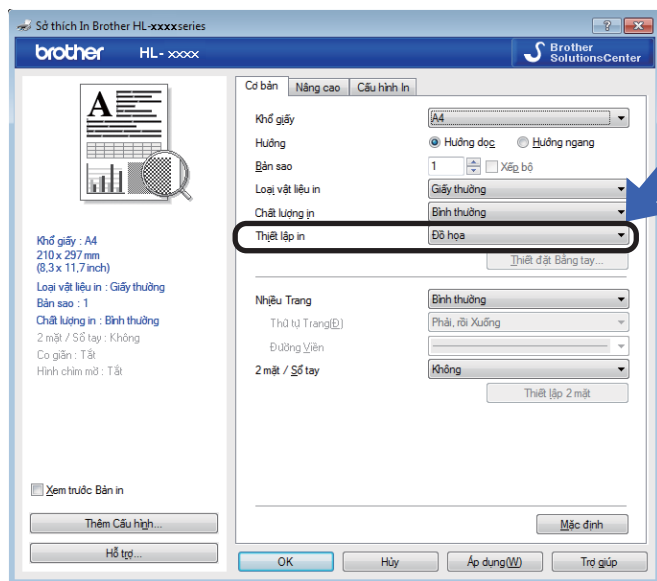 Sở thích In Brother HL-xxxx series
brother HL- xxxx
Brother
SolutionsCenter
A
Khổ giấy : A4
210 x 297 mm
(8,3 x 11,7 inch)
Loại vật liệu in : Giấy thường
Bản sao : 1
Chất lượng in : Bình thường
2 mặt / Sổ tay : Không
Co giãn : Tắt
Hình chìm mờ : Tắt
Xem trước Bản in
Thêm Cấu hình...
Hỗ trợ...
Cơ bản Nâng cao Cấu hình In
Khổ giấy A4
Hướng Hướng dọc Hướng ngang
Bản sao 1 Xếp bộ
Loại vật liệu in Giấy thường
Chất lượng in Bình thường
Thiết lập in Đồ họa
Thiết đặt Bằng tay...
Nhiều Trang Bình thường
Thứ tự Trang(Đ) Phải, rồi Xuống
Đường Viền
2 mặt / Sổ tay Không
Thiết lập 2 mặt
Mặc định
OK Hủy Áp dụng(W) Trợ giúp